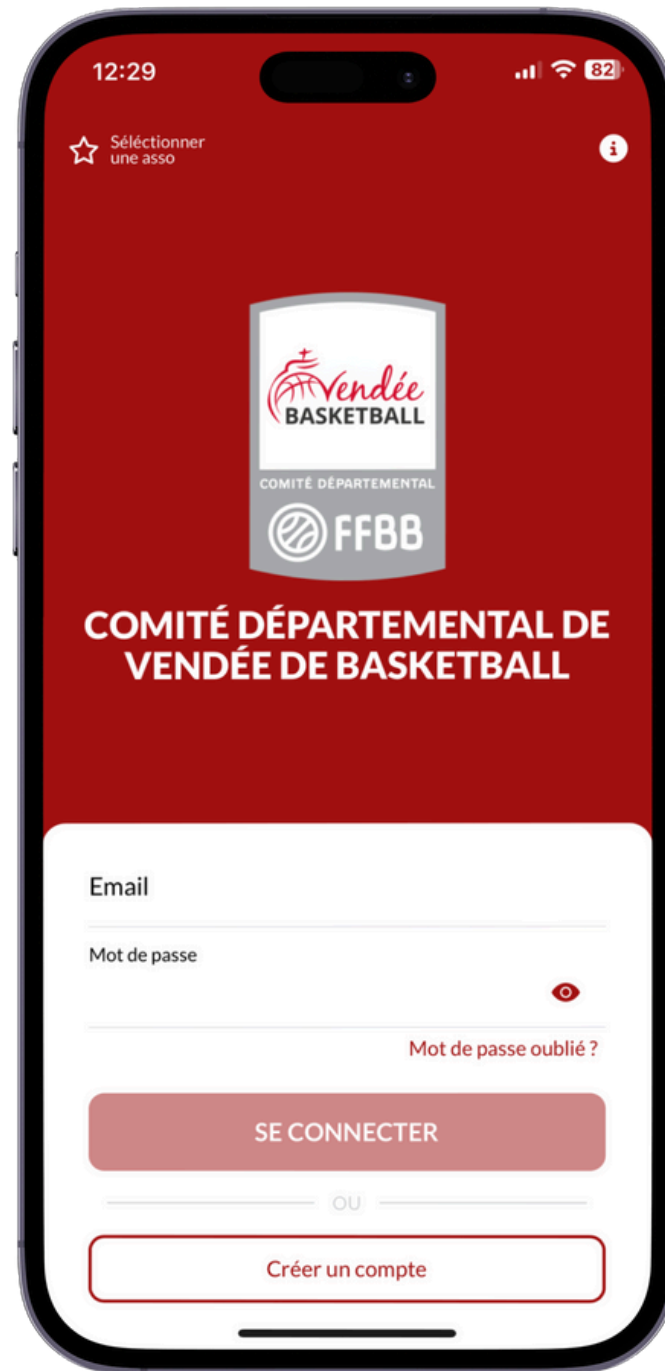 12:29
82
Séléctionner
une asso
Vendée
BASKETBALL
COMITÉ DÉPARTEMENTAL
FFBB
COMITÉ DÉPARTEMENTAL DE
VENDÉE DE BASKETBALL
Email
Mot de passe
Mot de passe oublié ?
SE CONNECTER
OU
Créer un compte